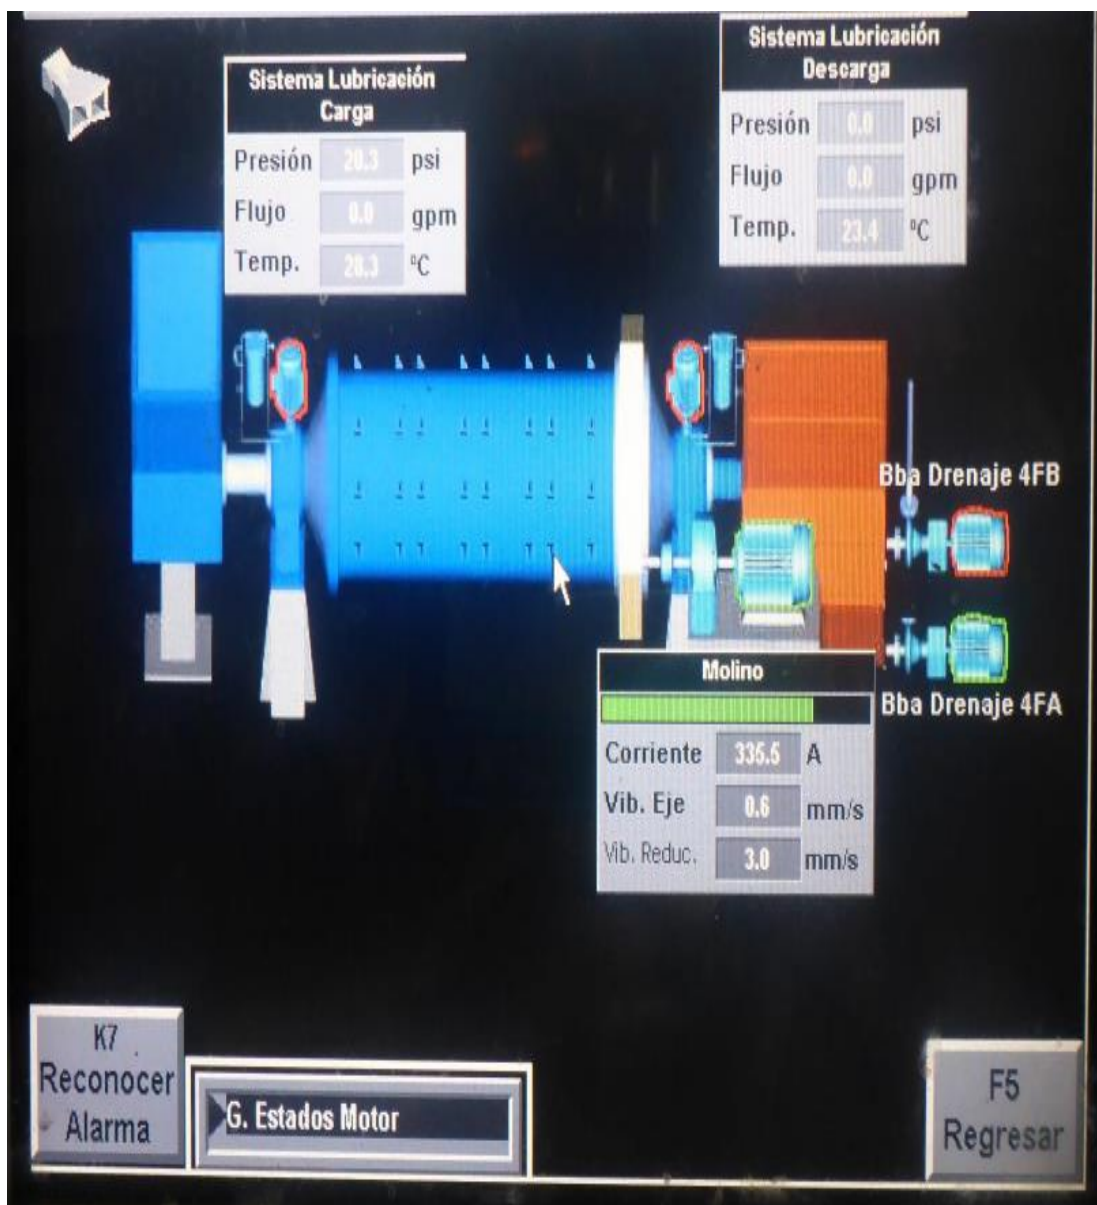 Sistema Lubricación
Carga
Presión 20.3 psi
Flujo 0.0 gpm
Temp. 28.3 ºC
Sistema Lubricación
Descarga
Presión 0.0 psi
Flujo 0.0 gpm
Temp. 23.4 ºC
Bba Drenaje 4FB
Bba Drenaje 4FA
Molino
Corriente 335.5 A
Vib. Eje 0.6 mm/s
Vib. Reduc. 3.0 mm/s
K7
Reconocer
Alarma
G. Estados Motor
F5
Regresar